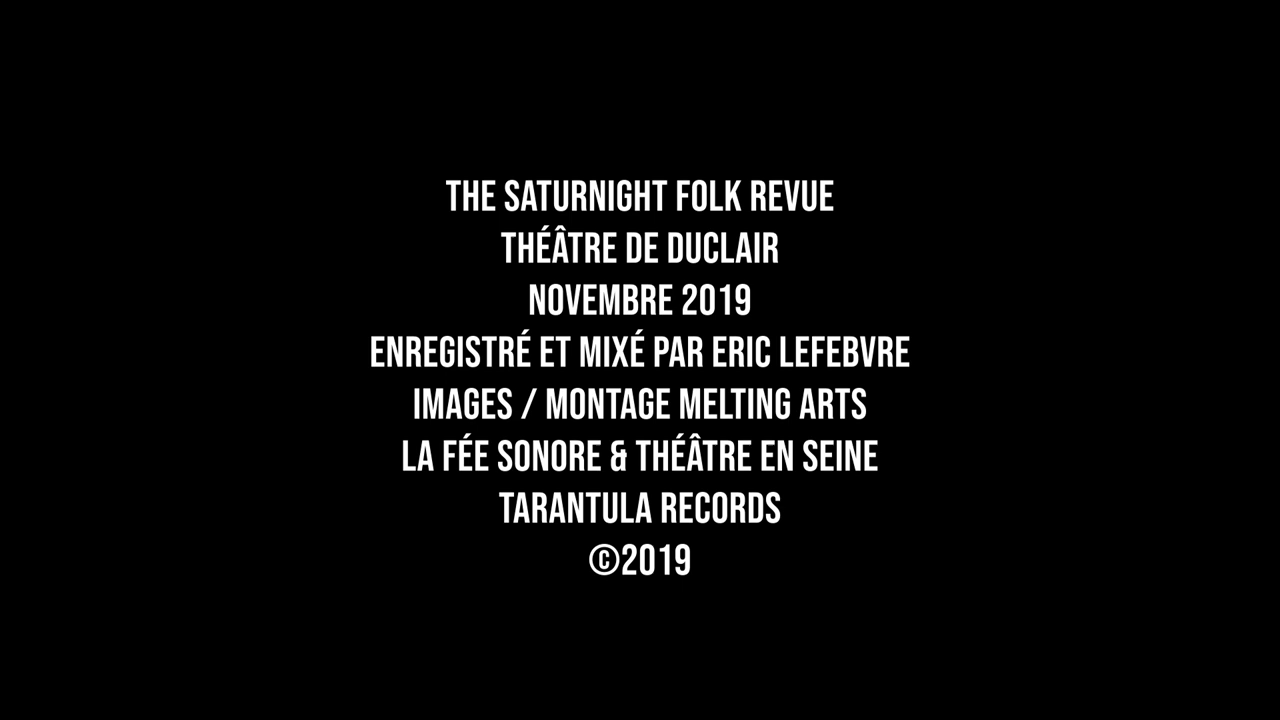 THE SATURNIGHT FOLK REVUE
THÉÂTRE DE DUCLAIR
NOVEMBRE 2019
ENREGISTRÉ ET MIXÉ PAR ERIC LEFEBVRE
IMAGES / MONTAGE MELTING ARTS
LA FÉE SONORE & THÉÂTRE EN SEINE
TARANTULA RECORDS
©2019